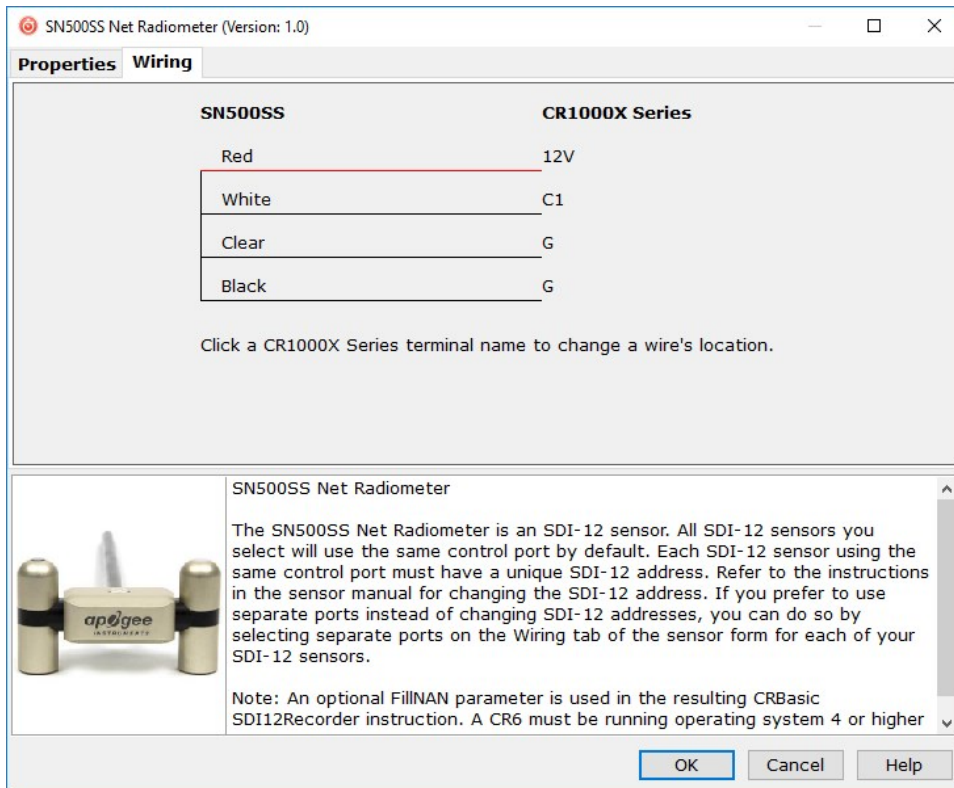 SN500SS Net Radiometer (Version: 1.0)
Properties Wiring
SN500SS CR1000X Series
Red 12V
White C1
Clear G
Black G
Click a CR1000X Series terminal name to change a wire's location.
SN500SS Net Radiometer
The SN500SS Net Radiometer is an SDI-12 sensor. All SDI-12 sensors you
select will use the same control port by default. Each SDI-12 sensor using the
same control port must have a unique SDI-12 address. Refer to the instructions
in the sensor manual for changing the SDI-12 address. If you prefer to use
separate ports instead of changing SDI-12 addresses, you can do so by
selecting separate ports on the Wiring tab of the sensor form for each of your
SDI-12 sensors.
Note: An optional FillNAN parameter is used in the resulting CRBasic
SDI12Recorder instruction. A CR6 must be running operating system 4 or higher
apogee
INSTRUMENTS
OK Cancel Help